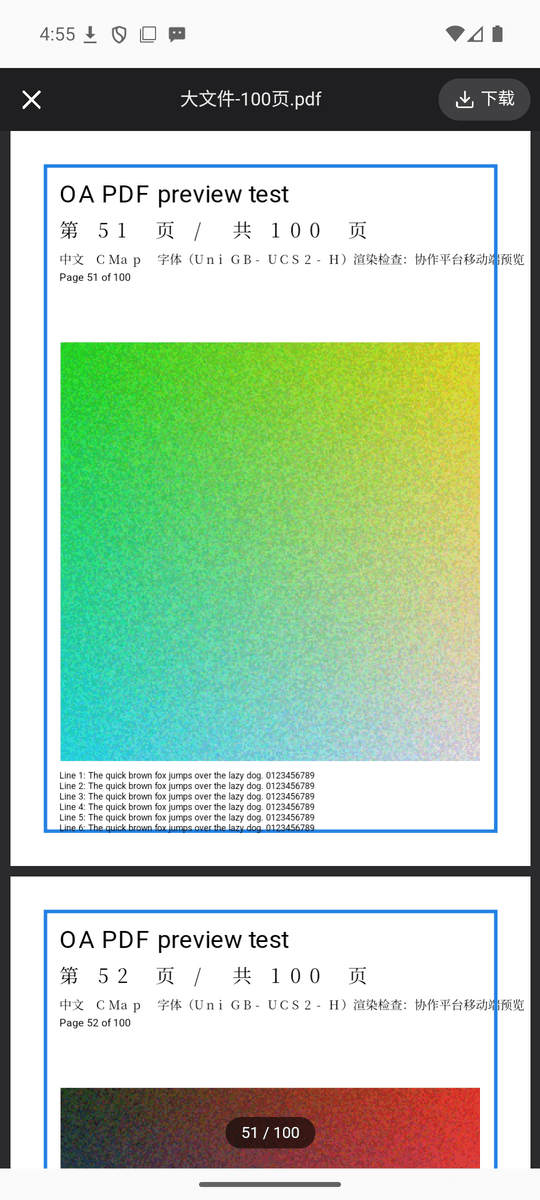 4:55
大文件-100页.pdf
下载
OA PDF preview test
第 51 页 / 共 100 页
中文 CMap 字体（UniGB-UCS2-H）渲染检查：协作平台移动端预览
Page 51 of 100
Line 1: The quick brown fox jumps over the lazy dog. 0123456789
Line 2: The quick brown fox jumps over the lazy dog. 0123456789
Line 3: The quick brown fox jumps over the lazy dog. 0123456789
Line 4: The quick brown fox jumps over the lazy dog. 0123456789
Line 5: The quick brown fox jumps over the lazy dog. 0123456789
Line 6: The quick brown fox jumps over the lazy dog. 0123456789
OA PDF preview test
第 52 页 / 共 100 页
中文 CMap 字体（UniGB-UCS2-H）渲染检查：协作平台移动端预览
Page 52 of 100
51 / 100